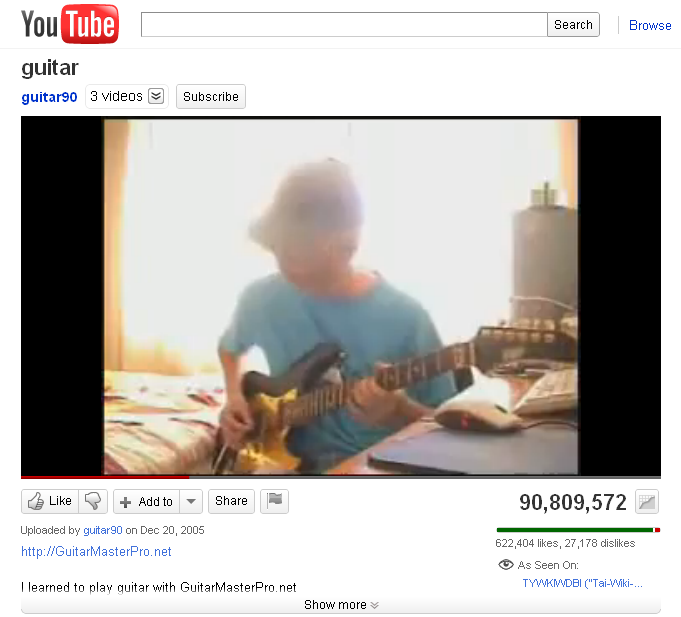 YouTube
Search
Browse
guitar
guitar90
3 videos
Subscribe
Like
Add to
Share
90,809,572
Uploaded by guitar90 on Dec 20, 2005
622,404 likes, 27,178 dislikes
http://GuitarMasterPro.net
As Seen On:
TYWKIWDBI ("Tai-Wiki-...
I learned to play guitar with GuitarMasterPro.net
Show more